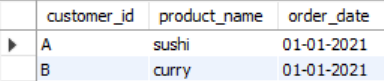 customer_id product_name order_date
A sushi 01-01-2021
B curry 01-01-2021